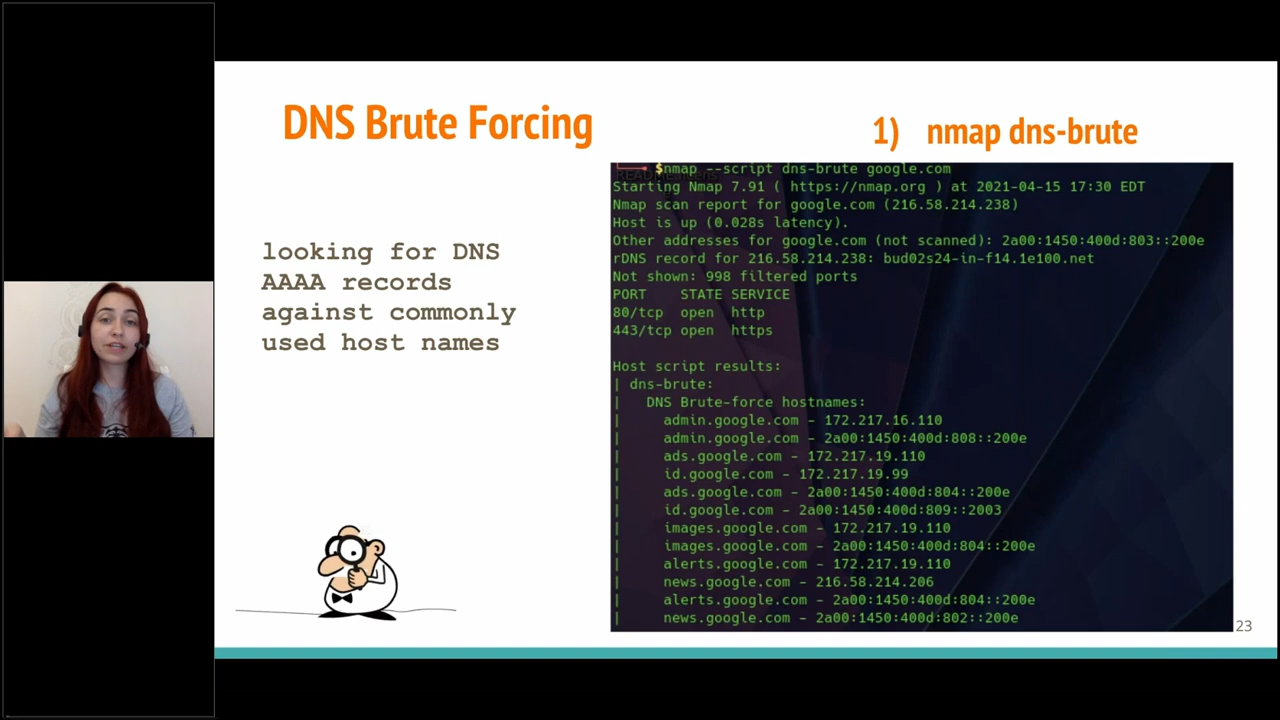 DNS Brute Forcing
1) nmap dns-brute
looking for DNS
AAAA records
against commonly
used host names
$nmap --script dns-brute google.com
Starting Nmap 7.91 ( https://nmap.org ) at 2021-04-15 17:30 EDT
Nmap scan report for google.com (216.58.214.238)
Host is up (0.028s latency).
Other addresses for google.com (not scanned): 2a00:1450:400d:803::200e
rDNS record for 216.58.214.238: bud02s24-in-f14.1e100.net
Not shown: 998 filtered ports
PORT STATE SERVICE
80/tcp open http
443/tcp open https
Host script results:
| dns-brute:
| DNS Brute-force hostnames:
| admin.google.com - 172.217.16.110
| admin.google.com - 2a00:1450:400d:808::200e
| ads.google.com - 172.217.19.110
| id.google.com - 172.217.19.99
| ads.google.com - 2a00:1450:400d:804::200e
| id.google.com - 2a00:1450:400d:809::2003
| images.google.com - 172.217.19.110
| images.google.com - 2a00:1450:400d:804::200e
| alerts.google.com - 172.217.19.110
| news.google.com - 216.58.214.206
| alerts.google.com - 2a00:1450:400d:804::200e
| news.google.com - 2a00:1450:400d:802::200e
23